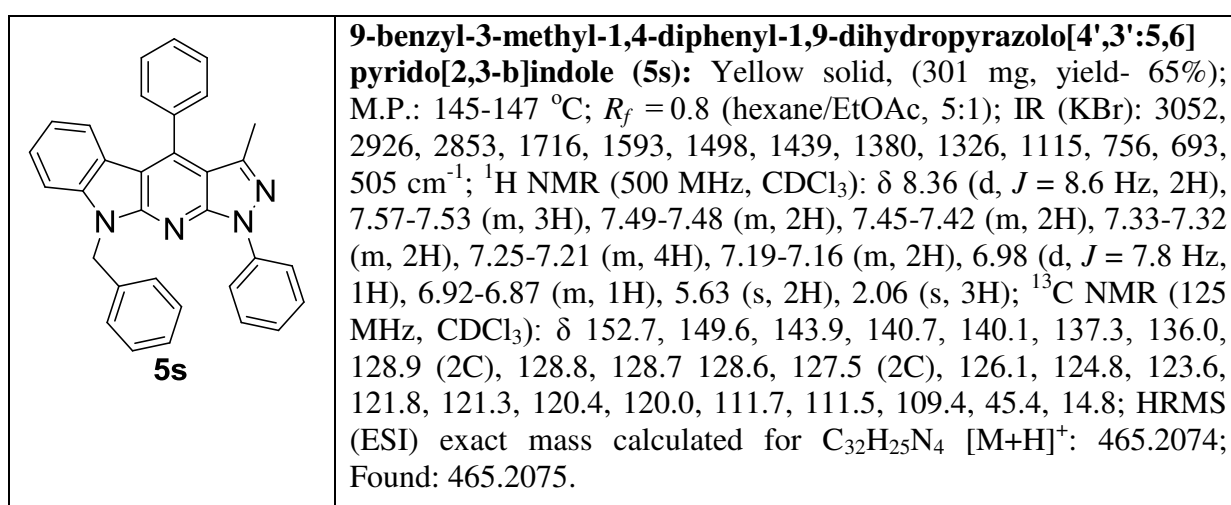 N
N
N
N
5s
9-benzyl-3-methyl-1,4-diphenyl-1,9-dihydropyrazolo[4',3':5,6]
pyrido[2,3-b]indole (5s): Yellow solid, (301 mg, yield- 65%);
M.P.: 145-147 °C; Rf = 0.8 (hexane/EtOAc, 5:1); IR (KBr): 3052,
2926, 2853, 1716, 1593, 1498, 1439, 1380, 1326, 1115, 756, 693,
505 cm⁻¹; ¹H NMR (500 MHz, CDCl₃): δ 8.36 (d, J = 8.6 Hz, 2H),
7.57-7.53 (m, 3H), 7.49-7.48 (m, 2H), 7.45-7.42 (m, 2H), 7.33-7.32
(m, 2H), 7.25-7.21 (m, 4H), 7.19-7.16 (m, 2H), 6.98 (d, J = 7.8 Hz,
1H), 6.92-6.87 (m, 1H), 5.63 (s, 2H), 2.06 (s, 3H); ¹³C NMR (125
MHz, CDCl₃): δ 152.7, 149.6, 143.9, 140.7, 140.1, 137.3, 136.0,
128.9 (2C), 128.8, 128.7 128.6, 127.5 (2C), 126.1, 124.8, 123.6,
121.8, 121.3, 120.4, 120.0, 111.7, 111.5, 109.4, 45.4, 14.8; HRMS
(ESI) exact mass calculated for C₃₂H₂₅N₄ [M+H]⁺: 465.2074;
Found: 465.2075.